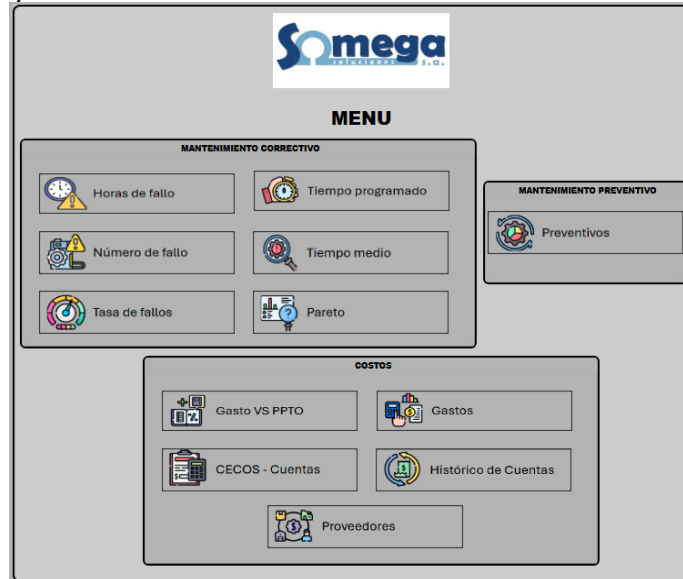 Somega
soluciones s.a.
MENU
MANTENIMIENTO CORRECTIVO
Horas de fallo
Tiempo programado
Número de fallo
Tiempo medio
Tasa de fallos
Pareto
MANTENIMIENTO PREVENTIVO
Preventivos
COSTOS
Gasto VS PPTO
Gastos
CECOS - Cuentas
Histórico de Cuentas
Proveedores